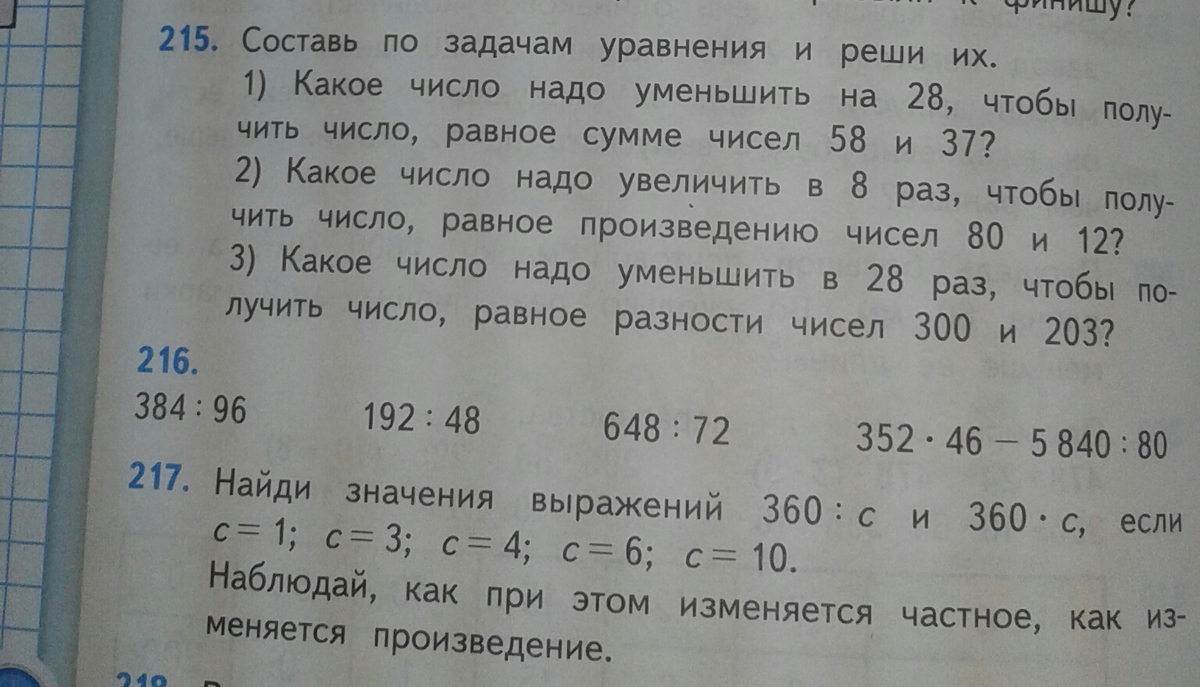 к финишу?
215. Составь по задачам уравнения и реши их.
1) Какое число надо уменьшить на 28, чтобы полу-
чить число, равное сумме чисел 58 и 37?
2) Какое число надо увеличить в 8 раз, чтобы полу-
чить число, равное произведению чисел 80 и 12?
3) Какое число надо уменьшить в 28 раз, чтобы по-
лучить число, равное разности чисел 300 и 203?
216.
384 : 96 192 : 48 648 : 72 352 · 46 – 5 840 : 80
217. Найди значения выражений 360 : c и 360 · c, если
c = 1; c = 3; c = 4; c = 6; c = 10.
Наблюдай, как при этом изменяется частное, как из-
меняется произведение.
218.